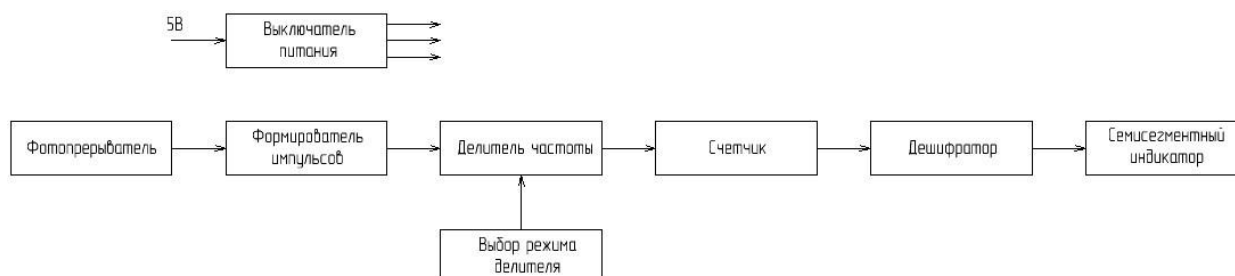 5В
Выключатель
питания
Фотопрерыватель
Формирователь
импульсов
Делитель частоты
Счетчик
Дешифратор
Семисегментный
индикатор
Выбор режима
делителя